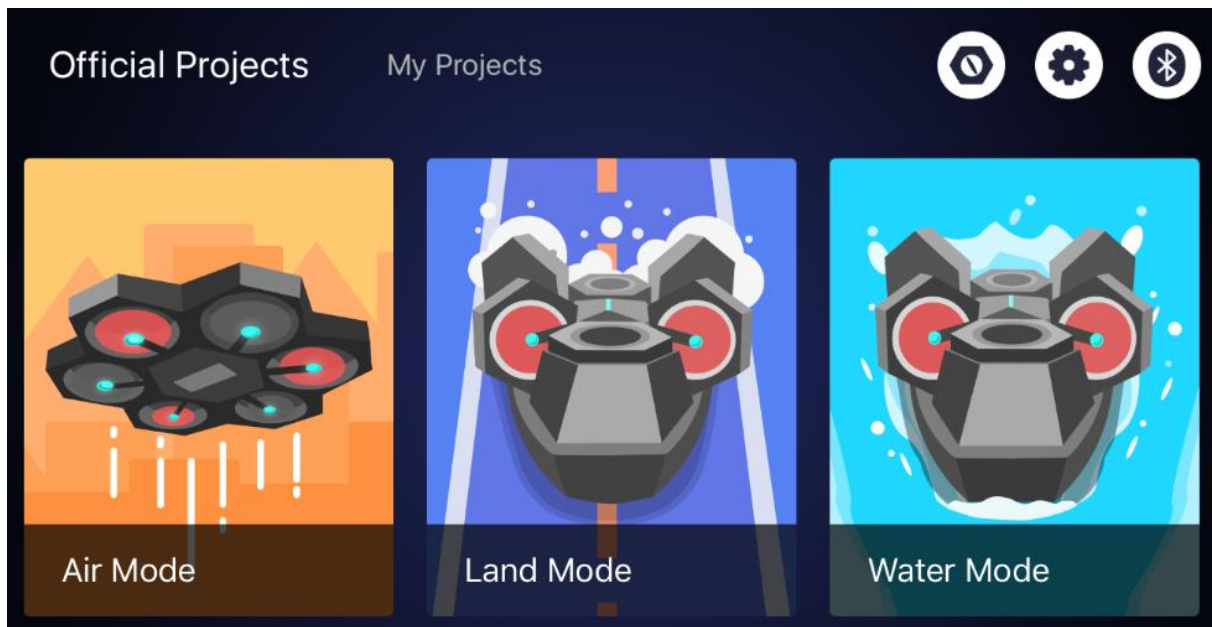 Official Projects
My Projects
Air Mode
Land Mode
Water Mode